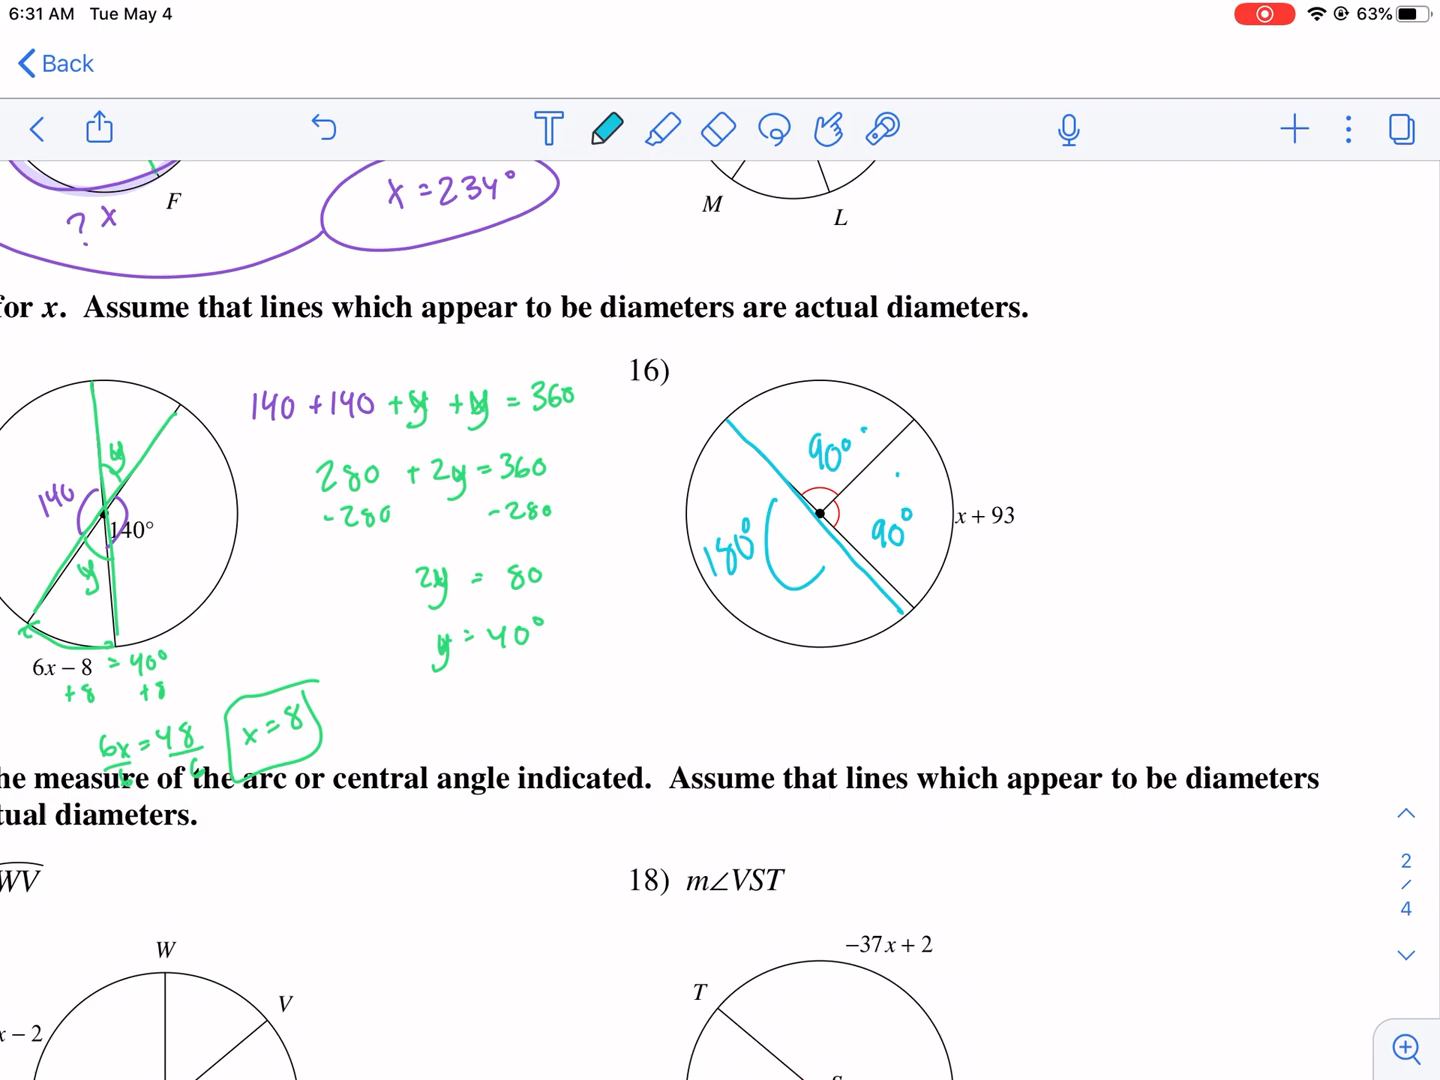 6:31 AM Tue May 4
63%
Back
F
? x
x = 234°
M
L
for x. Assume that lines which appear to be diameters are actual diameters.
140 + 140 + y + y = 360
280 + 2y = 360
-280 -280
2y = 80
y = 40°
y
140
140°
y
6x – 8 = 40°
+8 +8
6x = 48
6 6
x = 8
16)
90°
90°
180°
x + 93
he measure of the arc or central angle indicated. Assume that lines which appear to be diameters
tual diameters.
WV
W
V
x – 2
18) m∠VST
–37x + 2
T
S
2
/
4